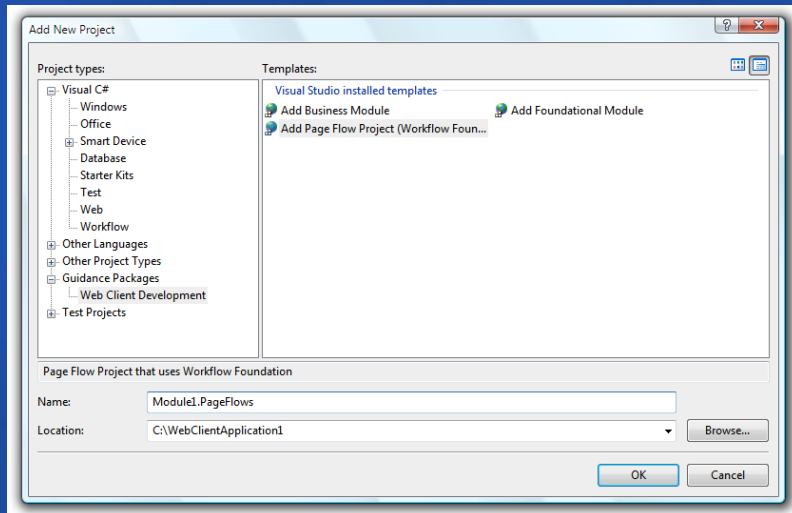 Add New Project
Project types:
Visual C#
Windows
Office
Smart Device
Database
Starter Kits
Test
Web
Workflow
Other Languages
Other Project Types
Guidance Packages
Web Client Development
Test Projects
Templates:
Visual Studio installed templates
Add Business Module
Add Foundational Module
Add Page Flow Project (Workflow Foun...
Page Flow Project that uses Workflow Foundation
Name:
Module1.PageFlows
Location:
C:\WebClientApplication1
Browse...
OK
Cancel